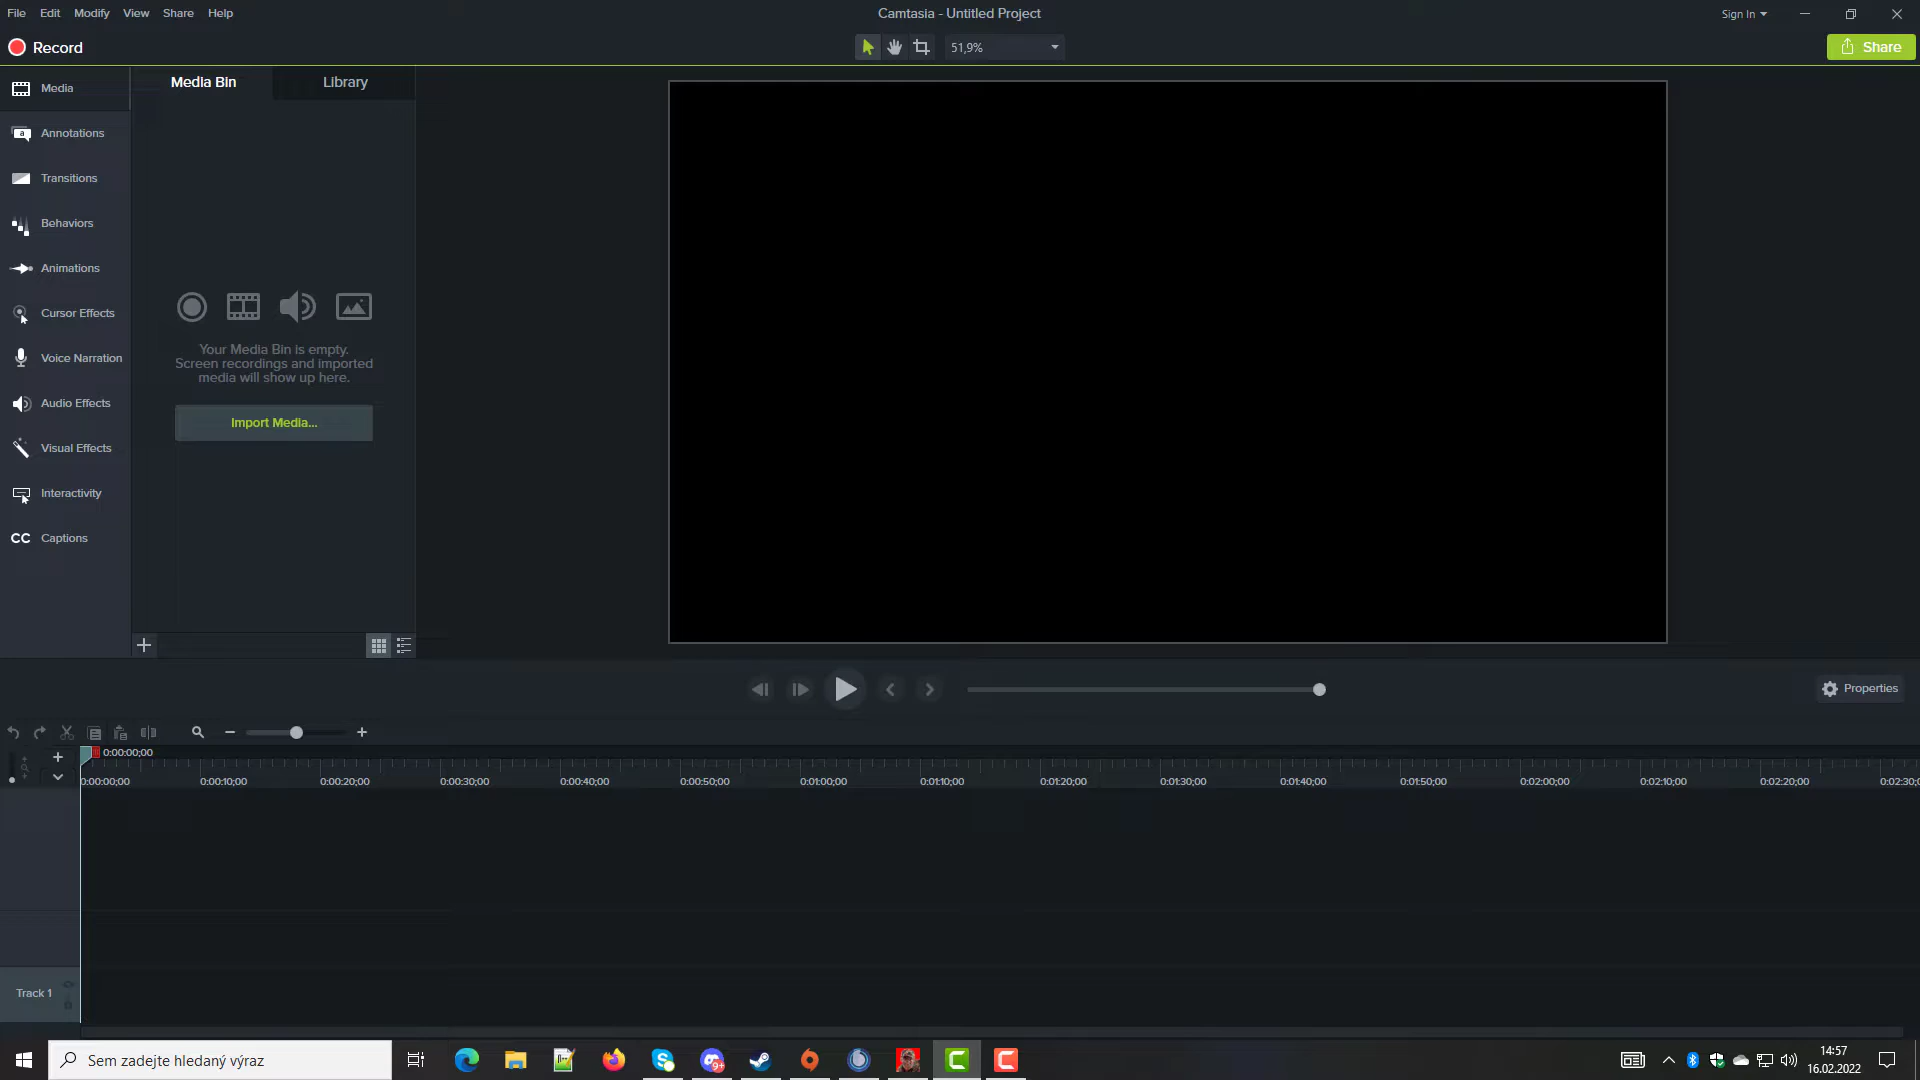 File Edit Modify View Share Help
Camtasia - Untitled Project
Sign In
Record
51,9%
Share
Media
Annotations
Transitions
Behaviors
Animations
Cursor Effects
Voice Narration
Audio Effects
Visual Effects
Interactivity
CC Captions
Media Bin
Library
Your Media Bin is empty.
Screen recordings and imported
media will show up here.
Import Media...
Properties
0:00:00;00
0:00:00;00 0:00:10;00 0:00:20;00 0:00:30;00 0:00:40;00 0:00:50;00 0:01:00;00 0:01:10;00 0:01:20;00 0:01:30;00 0:01:40;00 0:01:50;00 0:02:00;00 0:02:10;00 0:02:20;00 0:02:30;0
Track 1
Sem zadejte hledaný výraz
9+
14:57
16.02.2022